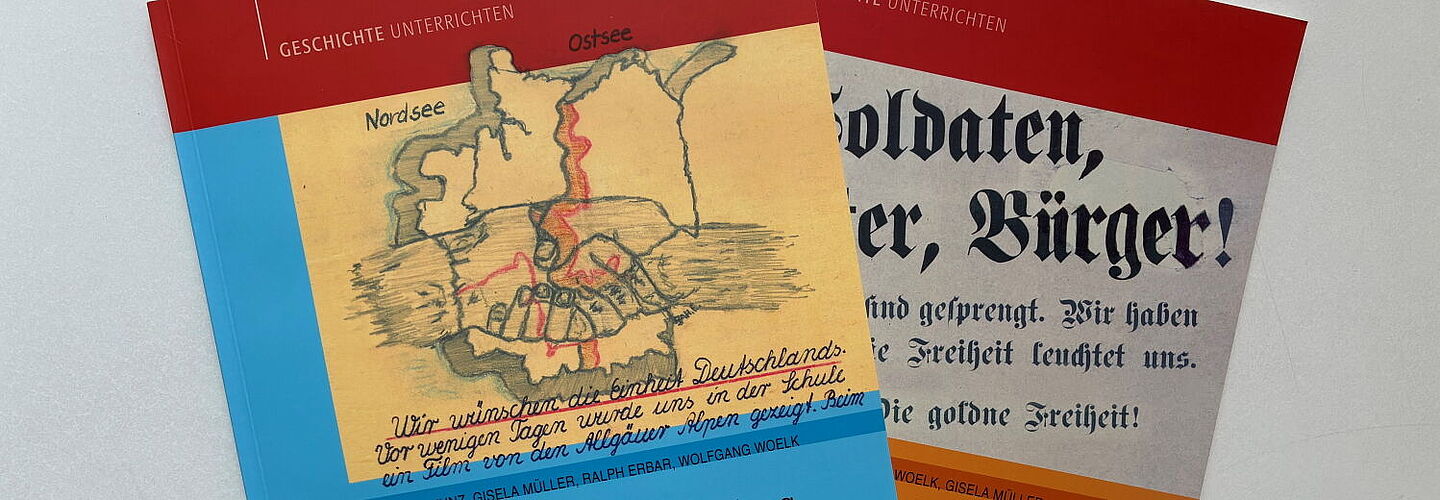 GESCHICHTE UNTERRICHTEN
Ostsee
Nordsee
Wir wünschen die Einheit Deutschlands.
Vor wenigen Tagen wurde uns in der Schule
ein Film von den Allgäuer Alpen gezeigt. Beim
GISELA MÜLLER, RALPH ERBAR, WOLFGANG WOELK
UNTERRICHTEN
Soldaten,
ter, Bürger!
sind gesprengt. Wir haben
ie Freiheit leuchtet uns.
Die goldne Freiheit!
WOELK, GISELA MÜLLER